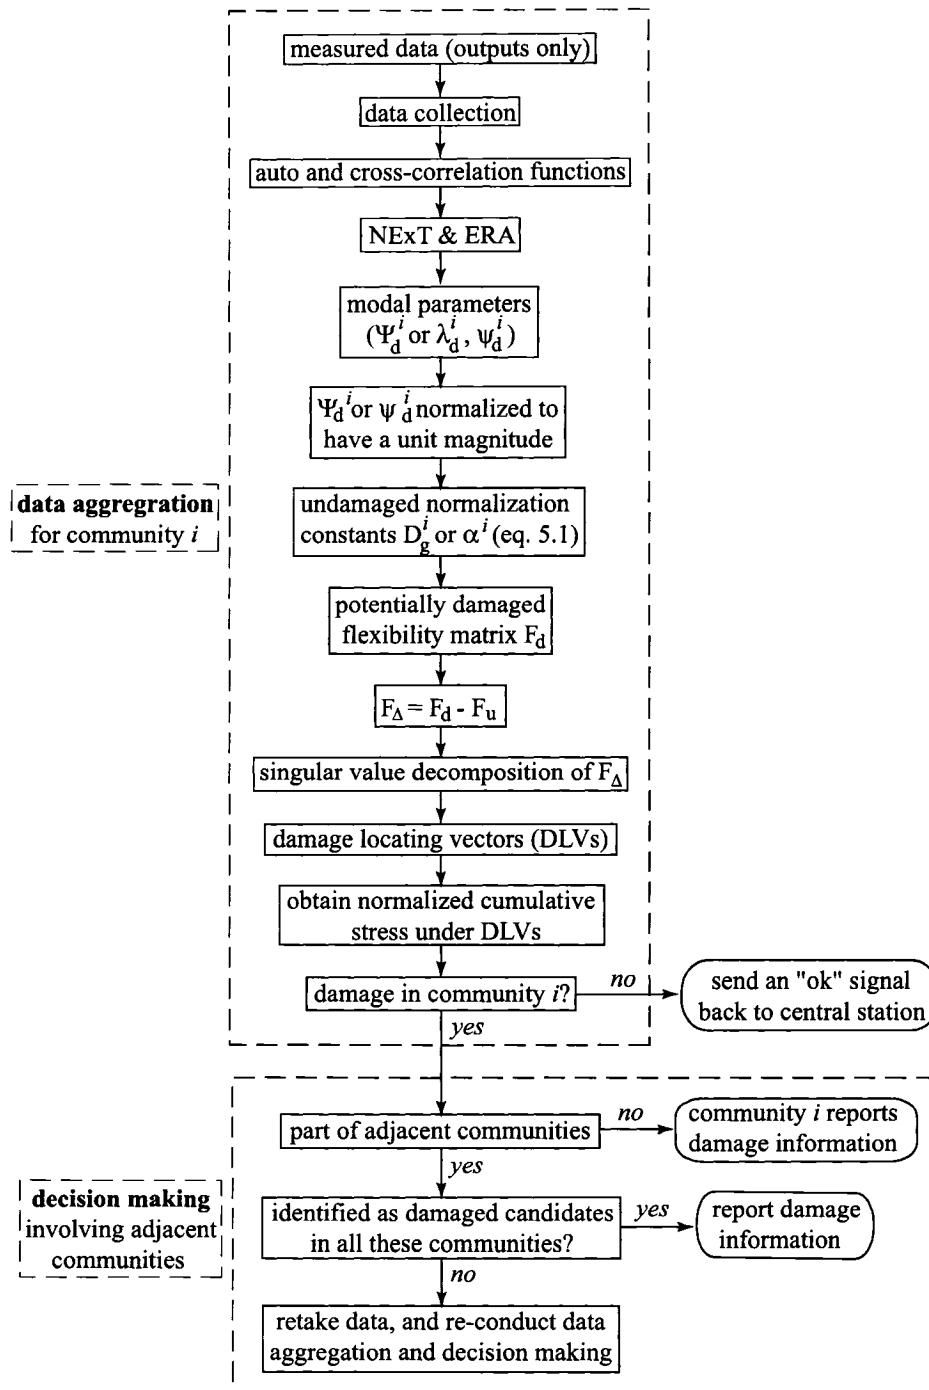 measured data (outputs only)
data collection
auto and cross-correlation functions
NExT & ERA
modal parameters
(Ψ_d^i or λ_d^i, ψ_d^i)
Ψ_d^i or ψ_d^i normalized to
have a unit magnitude
data aggregration
for community i
undamaged normalization
constants D_g^i or α^i (eq. 5.1)
potentially damaged
flexibility matrix F_d
F_Δ = F_d - F_u
singular value decomposition of F_Δ
damage locating vectors (DLVs)
obtain normalized cumulative
stress under DLVs
damage in community i?
no
send an "ok" signal
back to central station
yes
part of adjacent communities
no
community i reports
damage information
yes
decision making
involving adjacent
communities
identified as damaged candidates
in all these communities?
yes
report damage
information
no
retake data, and re-conduct data
aggregation and decision making